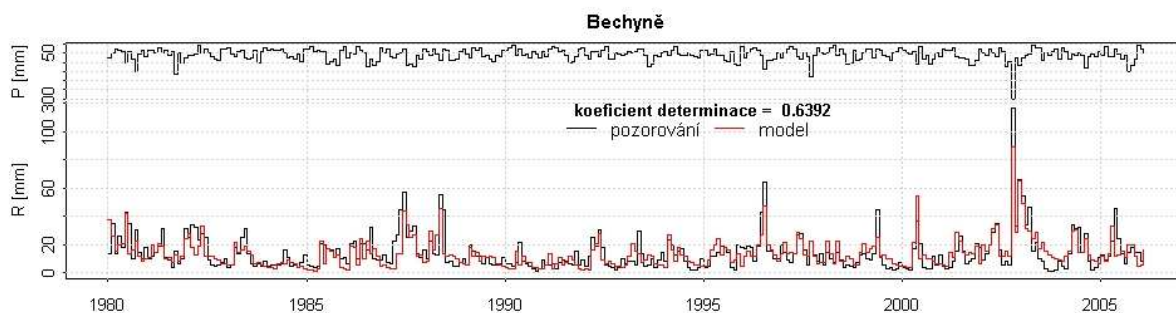 Bechyně
P [mm]
50
300
koeficient determinace = 0.6392
pozorování model
R [mm]
100
60
20
0
1980 1985 1990 1995 2000 2005